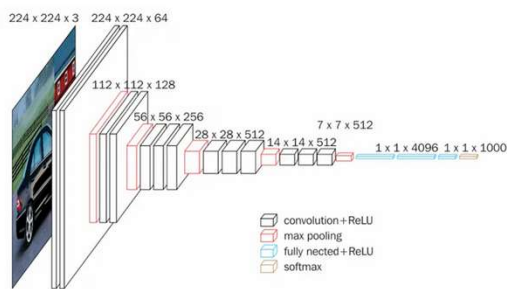 224 x 224 x 3
224 x 224 x 64
112 x 112 x 128
56 x 56 x 256
28 x 28 x 512
14 x 14 x 512
7 x 7 x 512
1 x 1 x 4096
1 x 1 x 1000
convolution+ReLU
max pooling
fully nected+ReLU
softmax